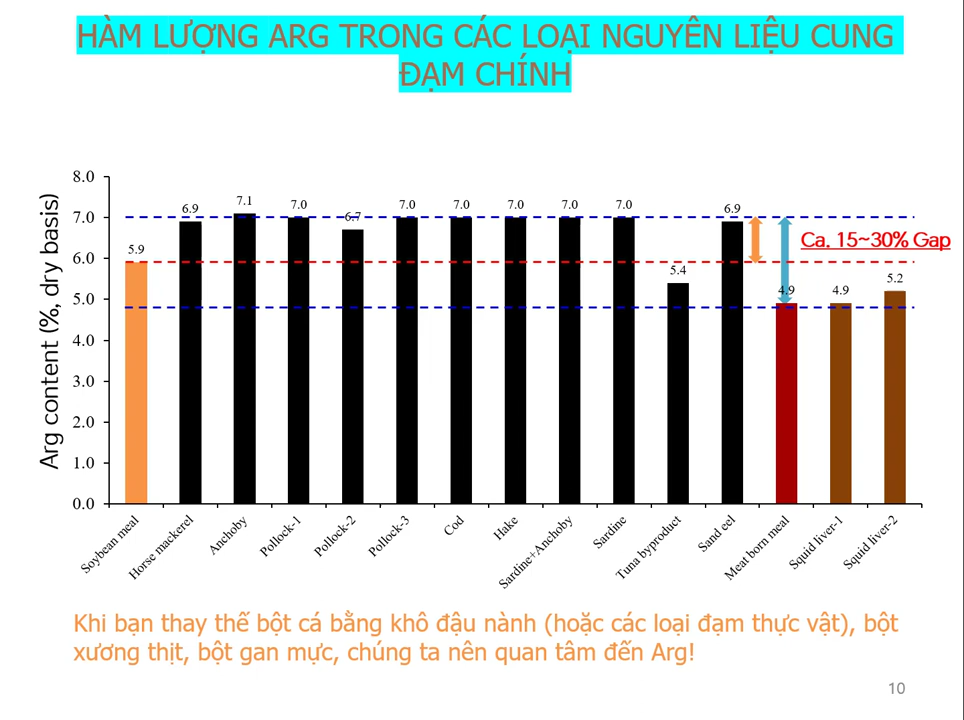 HÀM LƯỢNG ARG TRONG CÁC LOẠI NGUYÊN LIỆU CUNG
ĐẠM CHÍNH
Arg content (%, dry basis)
8.0
7.0
6.0
5.0
4.0
3.0
2.0
1.0
0.0
5.9
6.9
7.1
7.0
6.7
7.0
7.0
7.0
7.0
7.0
5.4
6.9
4.9
4.9
5.2
Ca. 15~30% Gap
Soybean meal
Horse mackerel
Anchoby
Pollock-1
Pollock-2
Pollock-3
Cod
Hake
Sardine+Anchoby
Sardine
Tuna byproduct
Sand eel
Meat born meal
Squid liver-1
Squid liver-2
Khi bạn thay thế bột cá bằng khô đậu nành (hoặc các loại đạm thực vật), bột
xương thịt, bột gan mực, chúng ta nên quan tâm đến Arg!
10